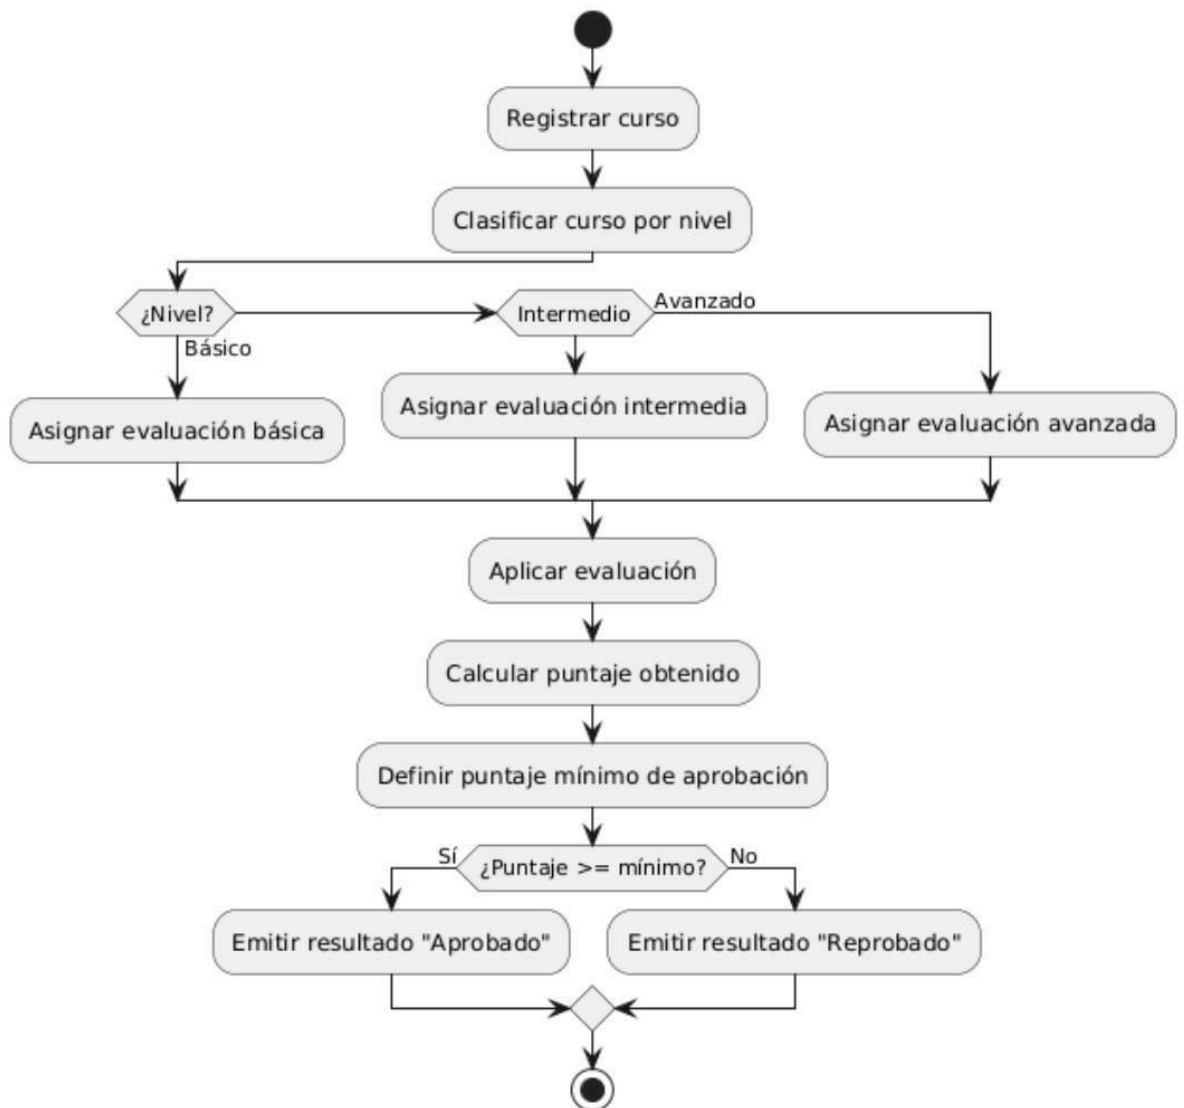 Registrar curso
Clasificar curso por nivel
¿Nivel?
Intermedio
Avanzado
Básico
Asignar evaluación básica
Asignar evaluación intermedia
Asignar evaluación avanzada
Aplicar evaluación
Calcular puntaje obtenido
Definir puntaje mínimo de aprobación
Sí
¿Puntaje >= mínimo?
No
Emitir resultado "Aprobado"
Emitir resultado "Reprobado"